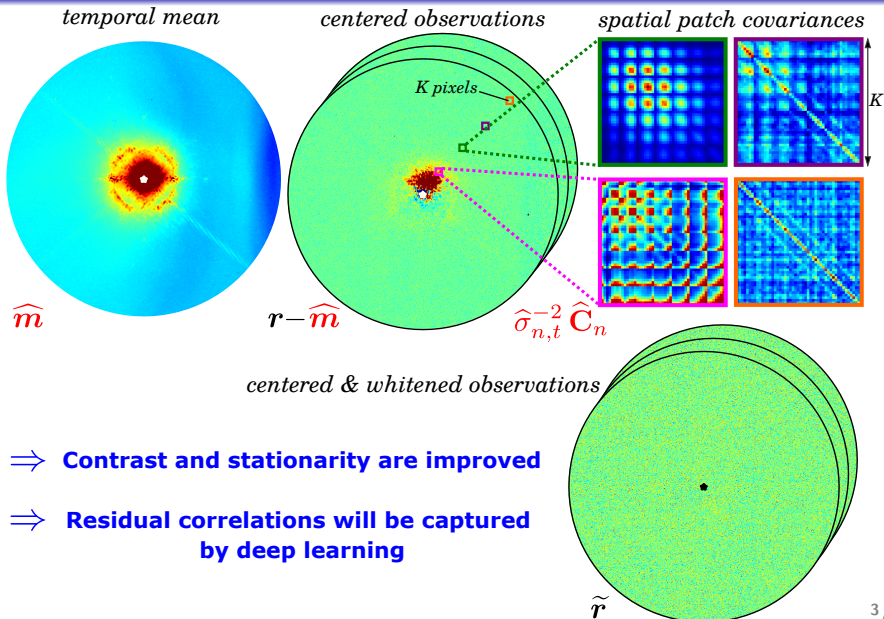 temporal mean
centered observations
spatial patch covariances
K pixels
K
m̂
r−m̂
σ̂ₙ,ₜ⁻² Ĉₙ
centered & whitened observations
⇒ Contrast and stationarity are improved
⇒ Residual correlations will be captured
by deep learning
r̃
3